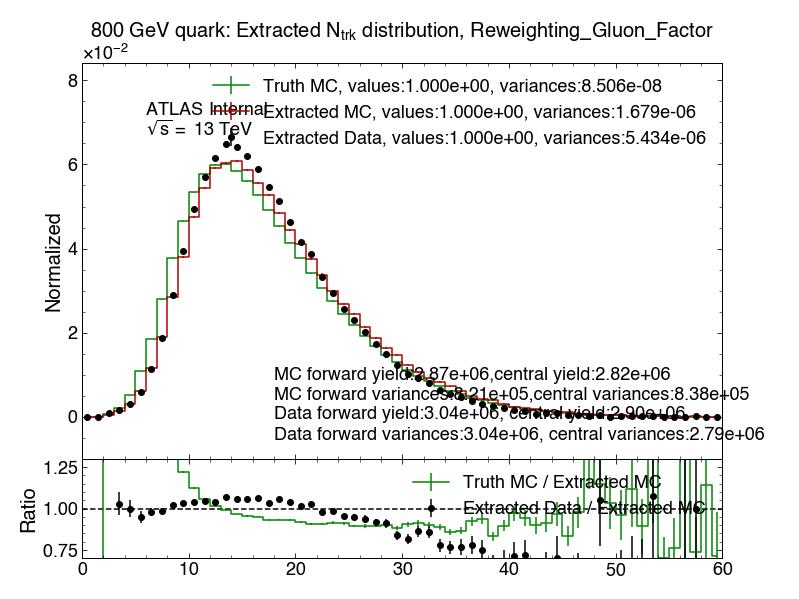 800 GeV quark: Extracted Ntrk distribution, Reweighting_Gluon_Factor
×10−2
Truth MC, values:1.000e+00, variances:8.506e-08
ATLAS Internal
Extracted MC, values:1.000e+00, variances:1.679e-06
√s = 13 TeV
Extracted Data, values:1.000e+00, variances:5.434e-06
8
6
4
2
0
Normalized
MC forward yield:2.87e+06,central yield:2.82e+06
MC forward variances:8.21e+05,central variances:8.38e+05
Data forward yield:3.04e+06, central yield:2.90e+06
Data forward variances:3.04e+06, central variances:2.79e+06
1.25
1.00
0.75
Ratio
Truth MC / Extracted MC
Extracted Data / Extracted MC
0 10 20 30 40 50 60